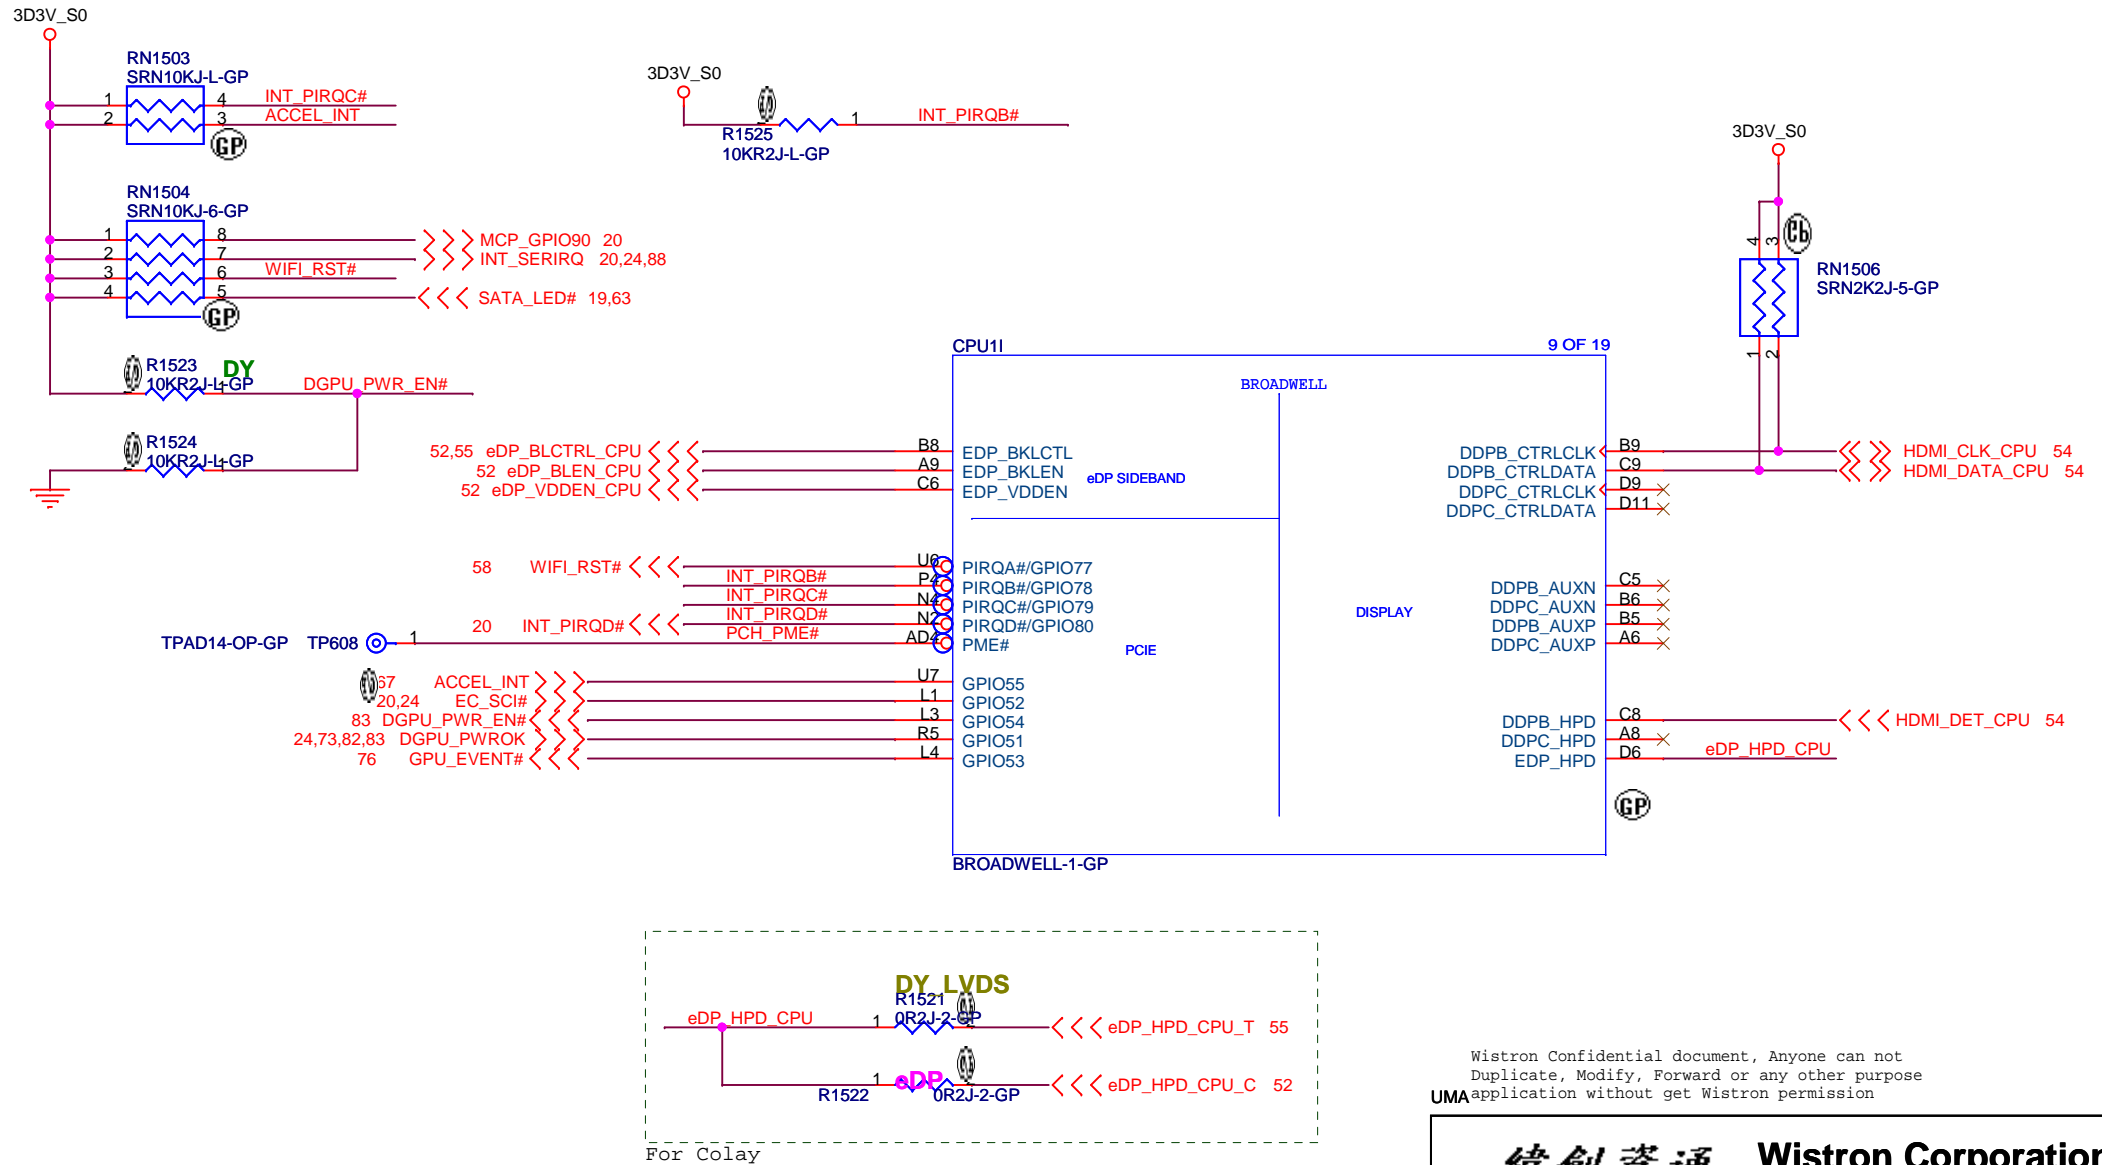 3D3V_S0
RN1503
SRN10KJ-L-GP
1 4 INT_PIRQC#
2 3 ACCEL_INT
GP
3D3V_S0
R1525
10KR2J-L-GP
1 INT_PIRQB#
RN1504
SRN10KJ-6-GP
1 8 MCP_GPIO90 20
2 7 INT_SERIRQ 20,24,88
3 6 WIFI_RST#
4 5 SATA_LED# 19,63
GP
R1523 DY
10KR2J-L-GP
DGPU_PWR_EN#
R1524
10KR2J-L-GP
3D3V_S0
4 3
RN1506
SRN2K2J-5-GP
1 2
CPU1I 9 OF 19
BROADWELL
52,55 eDP_BLCTRL_CPU B8 EDP_BKLCTL
52 eDP_BLEN_CPU A9 EDP_BKLEN
52 eDP_VDDEN_CPU C6 EDP_VDDEN
eDP SIDEBAND
58 WIFI_RST# U6 PIRQA#/GPIO77
INT_PIRQB# P4 PIRQB#/GPIO78
INT_PIRQC# N4 PIRQC#/GPIO79
20 INT_PIRQD# INT_PIRQD# N2 PIRQD#/GPIO80
TPAD14-OP-GP TP608 1 PCH_PME# AD4 PME#
PCIE
67 ACCEL_INT U7 GPIO55
20,24 EC_SCI# L1 GPIO52
83 DGPU_PWR_EN# L3 GPIO54
24,73,82,83 DGPU_PWROK R5 GPIO51
76 GPU_EVENT# L4 GPIO53
DISPLAY
DDPB_CTRLCLK B9 HDMI_CLK_CPU 54
DDPB_CTRLDATA C9 HDMI_DATA_CPU 54
DDPC_CTRLCLK D9
DDPC_CTRLDATA D11
DDPB_AUXN C5
DDPC_AUXN B6
DDPB_AUXP B5
DDPC_AUXP A6
DDPB_HPD C8 HDMI_DET_CPU 54
DDPC_HPD A8
EDP_HPD D6 eDP_HPD_CPU
GP
BROADWELL-1-GP
DY_LVDS
R1521
0R2J-2-GP
eDP_HPD_CPU 1 2 eDP_HPD_CPU_T 55
1 eDP 2 eDP_HPD_CPU_C 52
R1522 0R2J-2-GP
For Colay
Wistron Confidential document, Anyone can not
Duplicate, Modify, Forward or any other purpose
application without get Wistron permission
UMA
緯創資通 Wistron Corporation